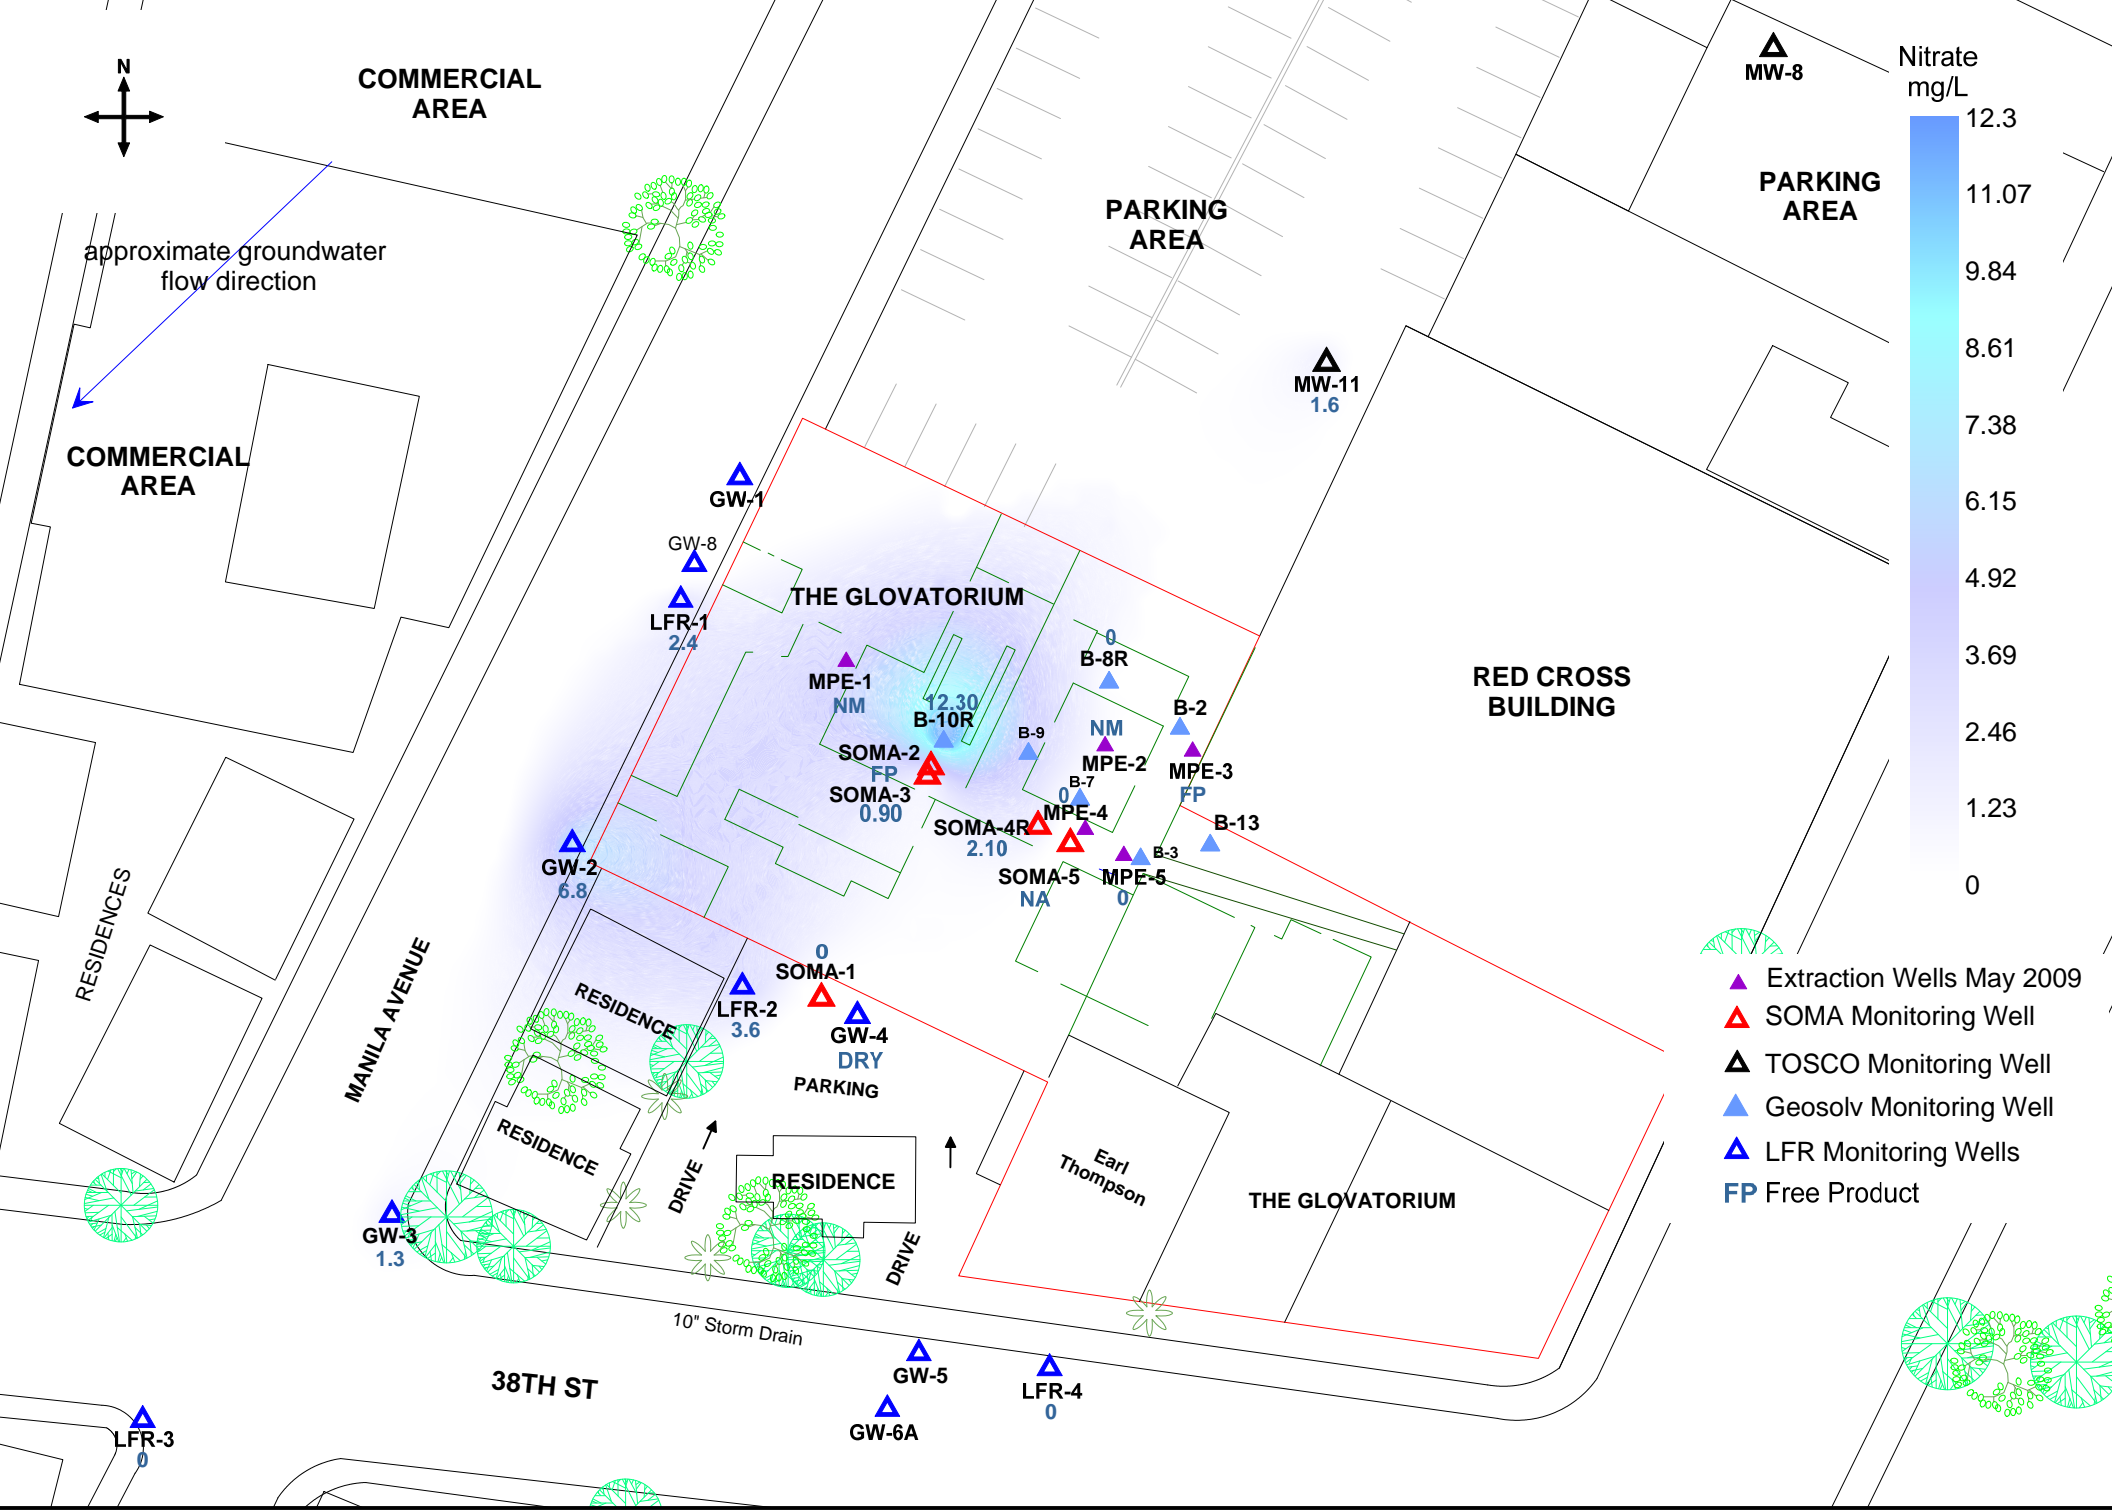 N
COMMERCIAL
AREA
approximate groundwater
flow direction
COMMERCIAL
AREA
PARKING
AREA
MW-8
PARKING
AREA
Nitrate
mg/L
12.3
11.07
9.84
8.61
7.38
6.15
4.92
3.69
2.46
1.23
0
MW-11
1.6
GW-1
GW-8
LFR-1
2.4
THE GLOVATORIUM
MPE-1
NM
12.30
B-10R
SOMA-2
FP
SOMA-3
0.90
B-9
0
B-8R
NM
MPE-2
B-2
MPE-3
FP
B-7
0
MPE-4
SOMA-4R
2.10
SOMA-5
NA
B-3
MPE-5
0
B-13
RED CROSS
BUILDING
GW-2
6.8
RESIDENCES
MANILA AVENUE
RESIDENCE
LFR-2
3.6
0
SOMA-1
GW-4
DRY
PARKING
RESIDENCE
DRIVE
RESIDENCE
DRIVE
Earl
Thompson
THE GLOVATORIUM
GW-3
1.3
10" Storm Drain
38TH ST
GW-5
GW-6A
LFR-4
0
LFR-3
0
Extraction Wells May 2009
SOMA Monitoring Well
TOSCO Monitoring Well
Geosolv Monitoring Well
LFR Monitoring Wells
FP Free Product